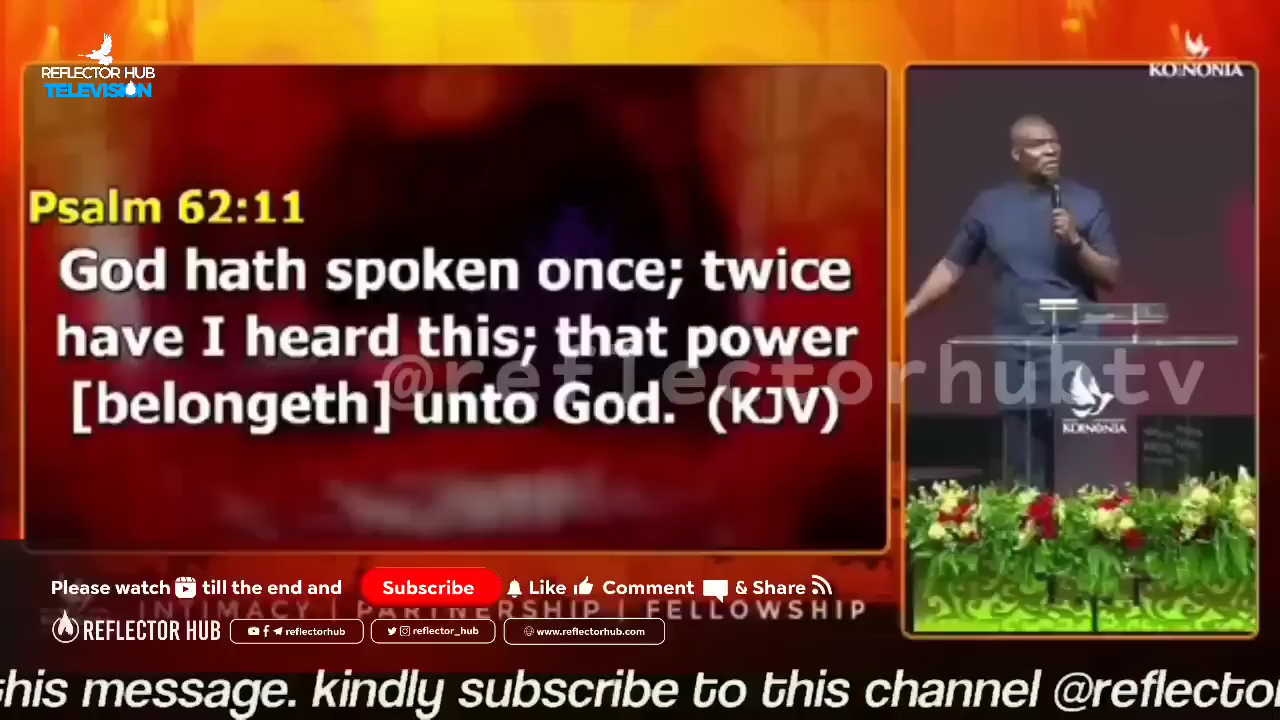 REFLECTOR HUB
TELEVISION
KOINONIA
Psalm 62:11
God hath spoken once; twice
have I heard this; that power
[belongeth] unto God. (KJV)
@reflectorhubtv
KOINONIA
Please watch till the end and Subscribe Like Comment & Share
INTIMACY | PARTNERSHIP | FELLOWSHIP
REFLECTOR HUB reflectorhub reflector_hub www.reflectorhub.com
this message. kindly subscribe to this channel @reflector